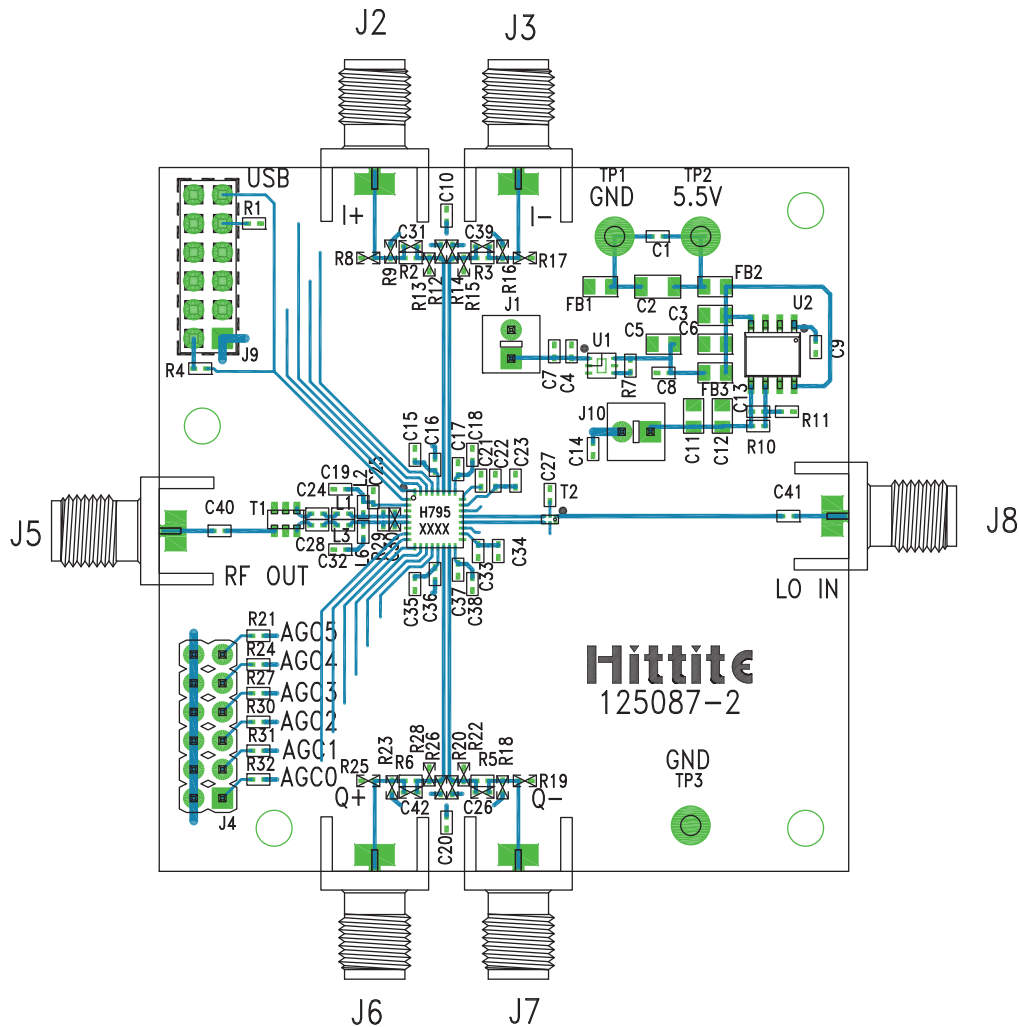 J2 J3
USB
R1
I+
C10
I-
TP1
GND
TP2
5.5V
C31 C39
C1
R8 R9 R2 R13 R12 R14 R15 R3 R16 R17
FB1 C2 FB2
J1
C3 U2
C5 C6
U1
C9
J9
R4
C7 C4 R7 C8
FB3 C13
J10
R11
C14 C11 C12 R10
C15 C16 C17 C18
C21 C22 C23
C19 L2 C25
C24 L1
C27
T2
C40 T1
H795
XXXX
C41
J5
J8
C28 L3
C32 L6 R29
C33 C34
RF OUT
LO IN
C35 C36 C37 C38
R21 AGC5
R24 AGC4
R27 AGC3
R30 AGC2
R31 AGC1
R32 AGC0
Hittite
125087-2
GND
TP3
R25 R23 R6 R28 R26 R20 R22 R5 R18 R19
Q+ C42 C26 Q-
J4
C20
J6 J7